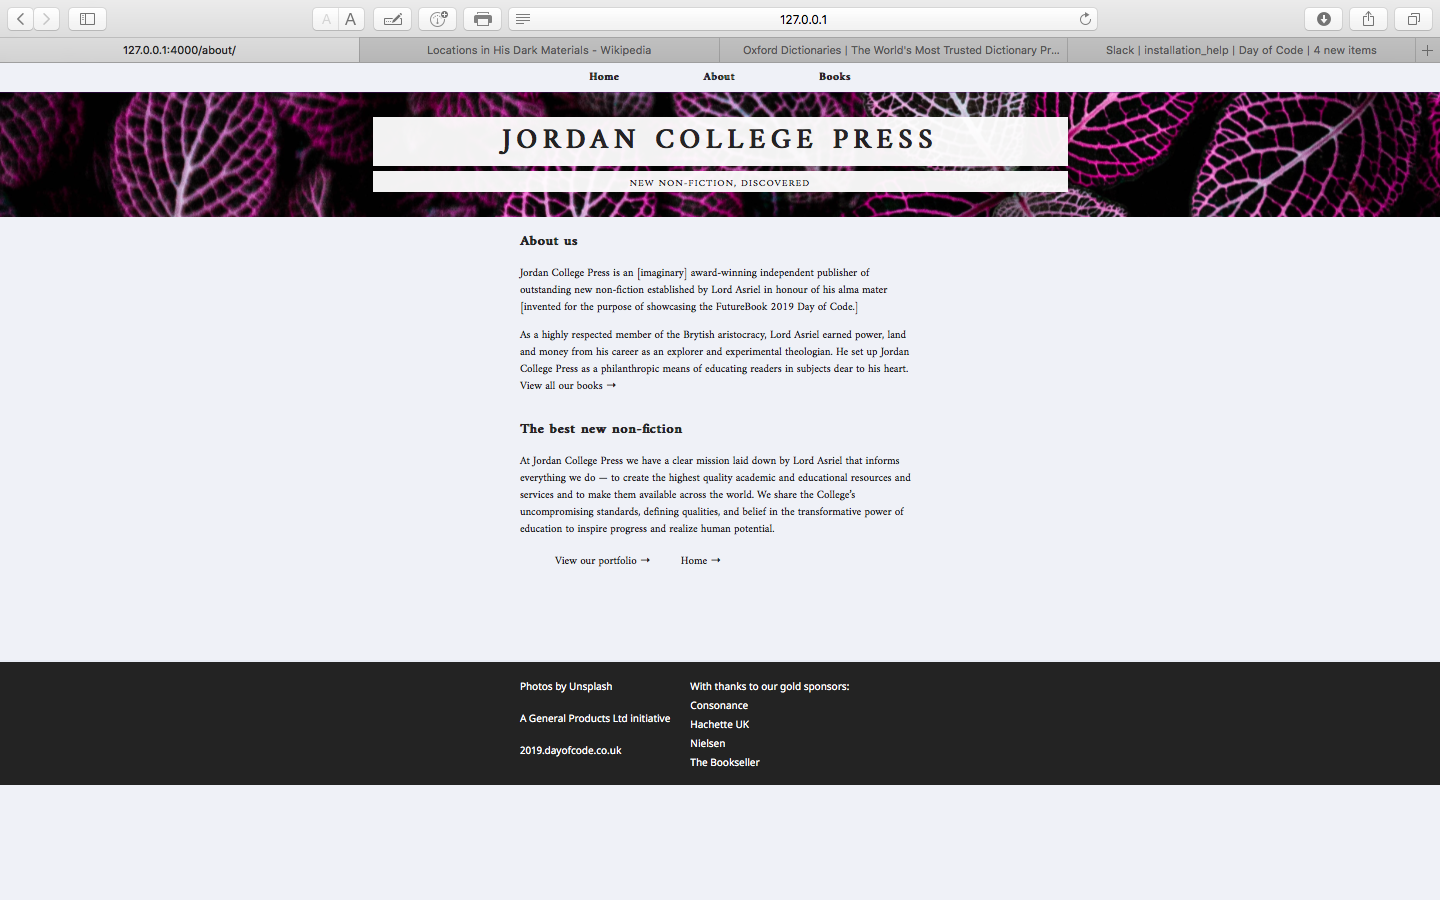 A A 127.0.0.1
127.0.0.1:4000/about/ Locations in His Dark Materials - Wikipedia Oxford Dictionaries | The World's Most Trusted Dictionary Pr... Slack | installation_help | Day of Code | 4 new items
Home About Books
JORDAN COLLEGE PRESS
NEW NON-FICTION, DISCOVERED
About us
Jordan College Press is an [imaginary] award-winning independent publisher of
outstanding new non-fiction established by Lord Asriel in honour of his alma mater
[invented for the purpose of showcasing the FutureBook 2019 Day of Code.]
As a highly respected member of the Brytish aristocracy, Lord Asriel earned power, land
and money from his career as an explorer and experimental theologian. He set up Jordan
College Press as a philanthropic means of educating readers in subjects dear to his heart.
View all our books →
The best new non-fiction
At Jordan College Press we have a clear mission laid down by Lord Asriel that informs
everything we do — to create the highest quality academic and educational resources and
services and to make them available across the world. We share the College's
uncompromising standards, defining qualities, and belief in the transformative power of
education to inspire progress and realize human potential.
View our portfolio → Home →
Photos by Unsplash
A General Products Ltd initiative
2019.dayofcode.co.uk
With thanks to our gold sponsors:
Consonance
Hachette UK
Nielsen
The Bookseller